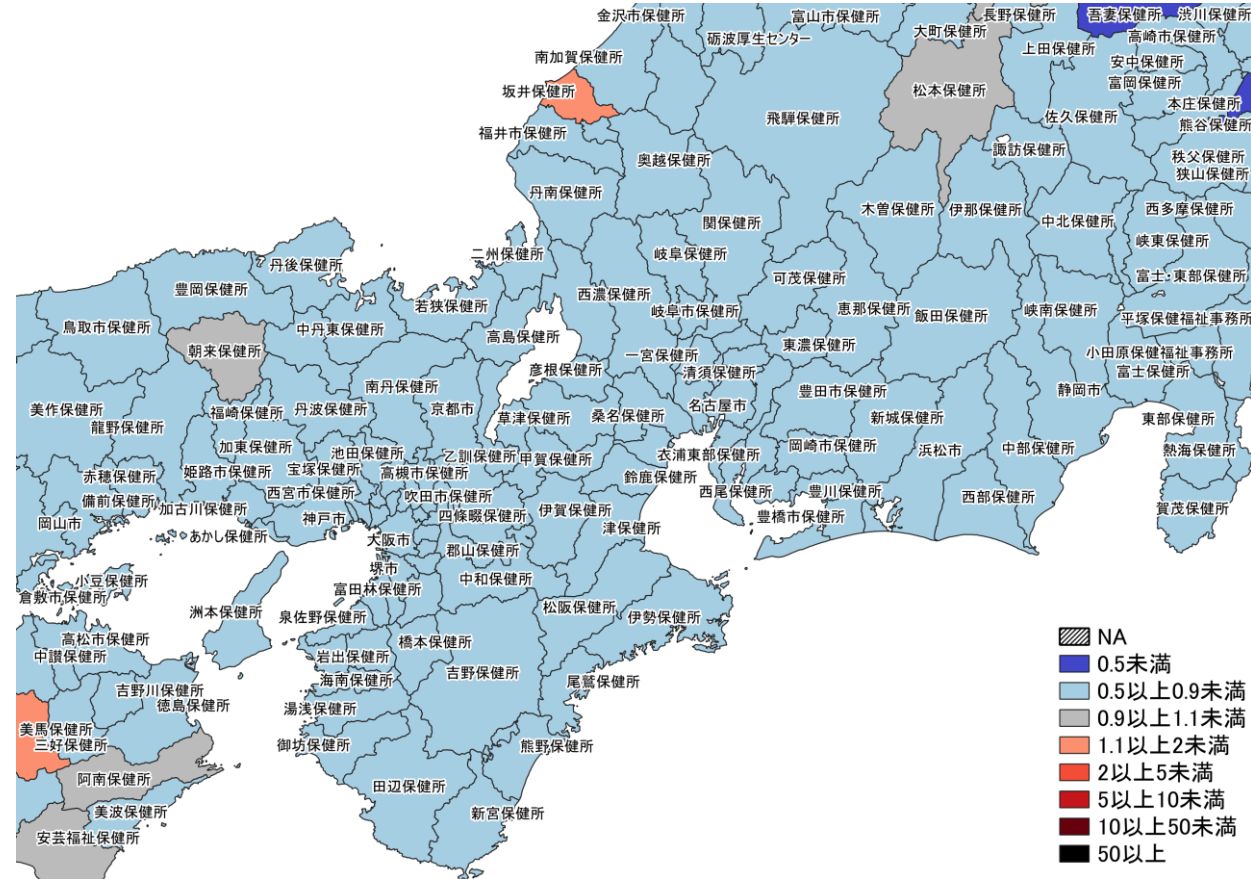 金沢市保健所
富山市保健所
長野保健所
吾妻保健所
渋川保健所
砺波厚生センター
大町保健所
高崎市保健所
南加賀保健所
上田保健所
安中保健所
坂井保健所
松本保健所
富岡保健所
本庄保健所
飛騨保健所
佐久保健所
熊谷保健所
福井市保健所
奥越保健所
諏訪保健所
秩父保健所
狭山保健所
丹南保健所
関保健所
木曽保健所
伊那保健所
中北保健所
西多摩保健所
峡東保健所
二州保健所
岐阜保健所
丹後保健所
可茂保健所
富士・東部保健所
豊岡保健所
若狭保健所
西濃保健所
岐阜市保健所
恵那保健所
飯田保健所
峡南保健所
平塚保健福祉事務所
鳥取市保健所
中丹東保健所
高島保健所
東濃保健所
朝来保健所
一宮保健所
小田原保健福祉事務所
彦根保健所
清須保健所
富士保健所
南丹保健所
豊田市保健所
静岡市
美作保健所
福崎保健所
丹波保健所
京都市
草津保健所
桑名保健所
名古屋市
新城保健所
東部保健所
龍野保健所
加東保健所
池田保健所
乙訓保健所
甲賀保健所
衣浦東部保健所
岡崎市保健所
浜松市
中部保健所
熱海保健所
赤穂保健所
姫路市保健所
宝塚保健所
高槻市保健所
鈴鹿保健所
備前保健所
加古川保健所
西宮市保健所
吹田市保健所
伊賀保健所
西尾保健所
豊川保健所
西部保健所
賀茂保健所
岡山市
神戸市
四條畷保健所
豊橋市保健所
あかし保健所
大阪市
郡山保健所
津保健所
小豆保健所
堺市
中和保健所
倉敷市保健所
洲本保健所
富田林保健所
松阪保健所
伊勢保健所
泉佐野保健所
高松市保健所
橋本保健所
中讃保健所
岩出保健所
吉野保健所
海南保健所
尾鷲保健所
吉野川保健所
徳島保健所
湯浅保健所
美馬保健所
三好保健所
御坊保健所
熊野保健所
阿南保健所
田辺保健所
美波保健所
新宮保健所
安芸福祉保健所
NA
0.5未満
0.5以上0.9未満
0.9以上1.1未満
1.1以上2未満
2以上5未満
5以上10未満
10以上50未満
50以上